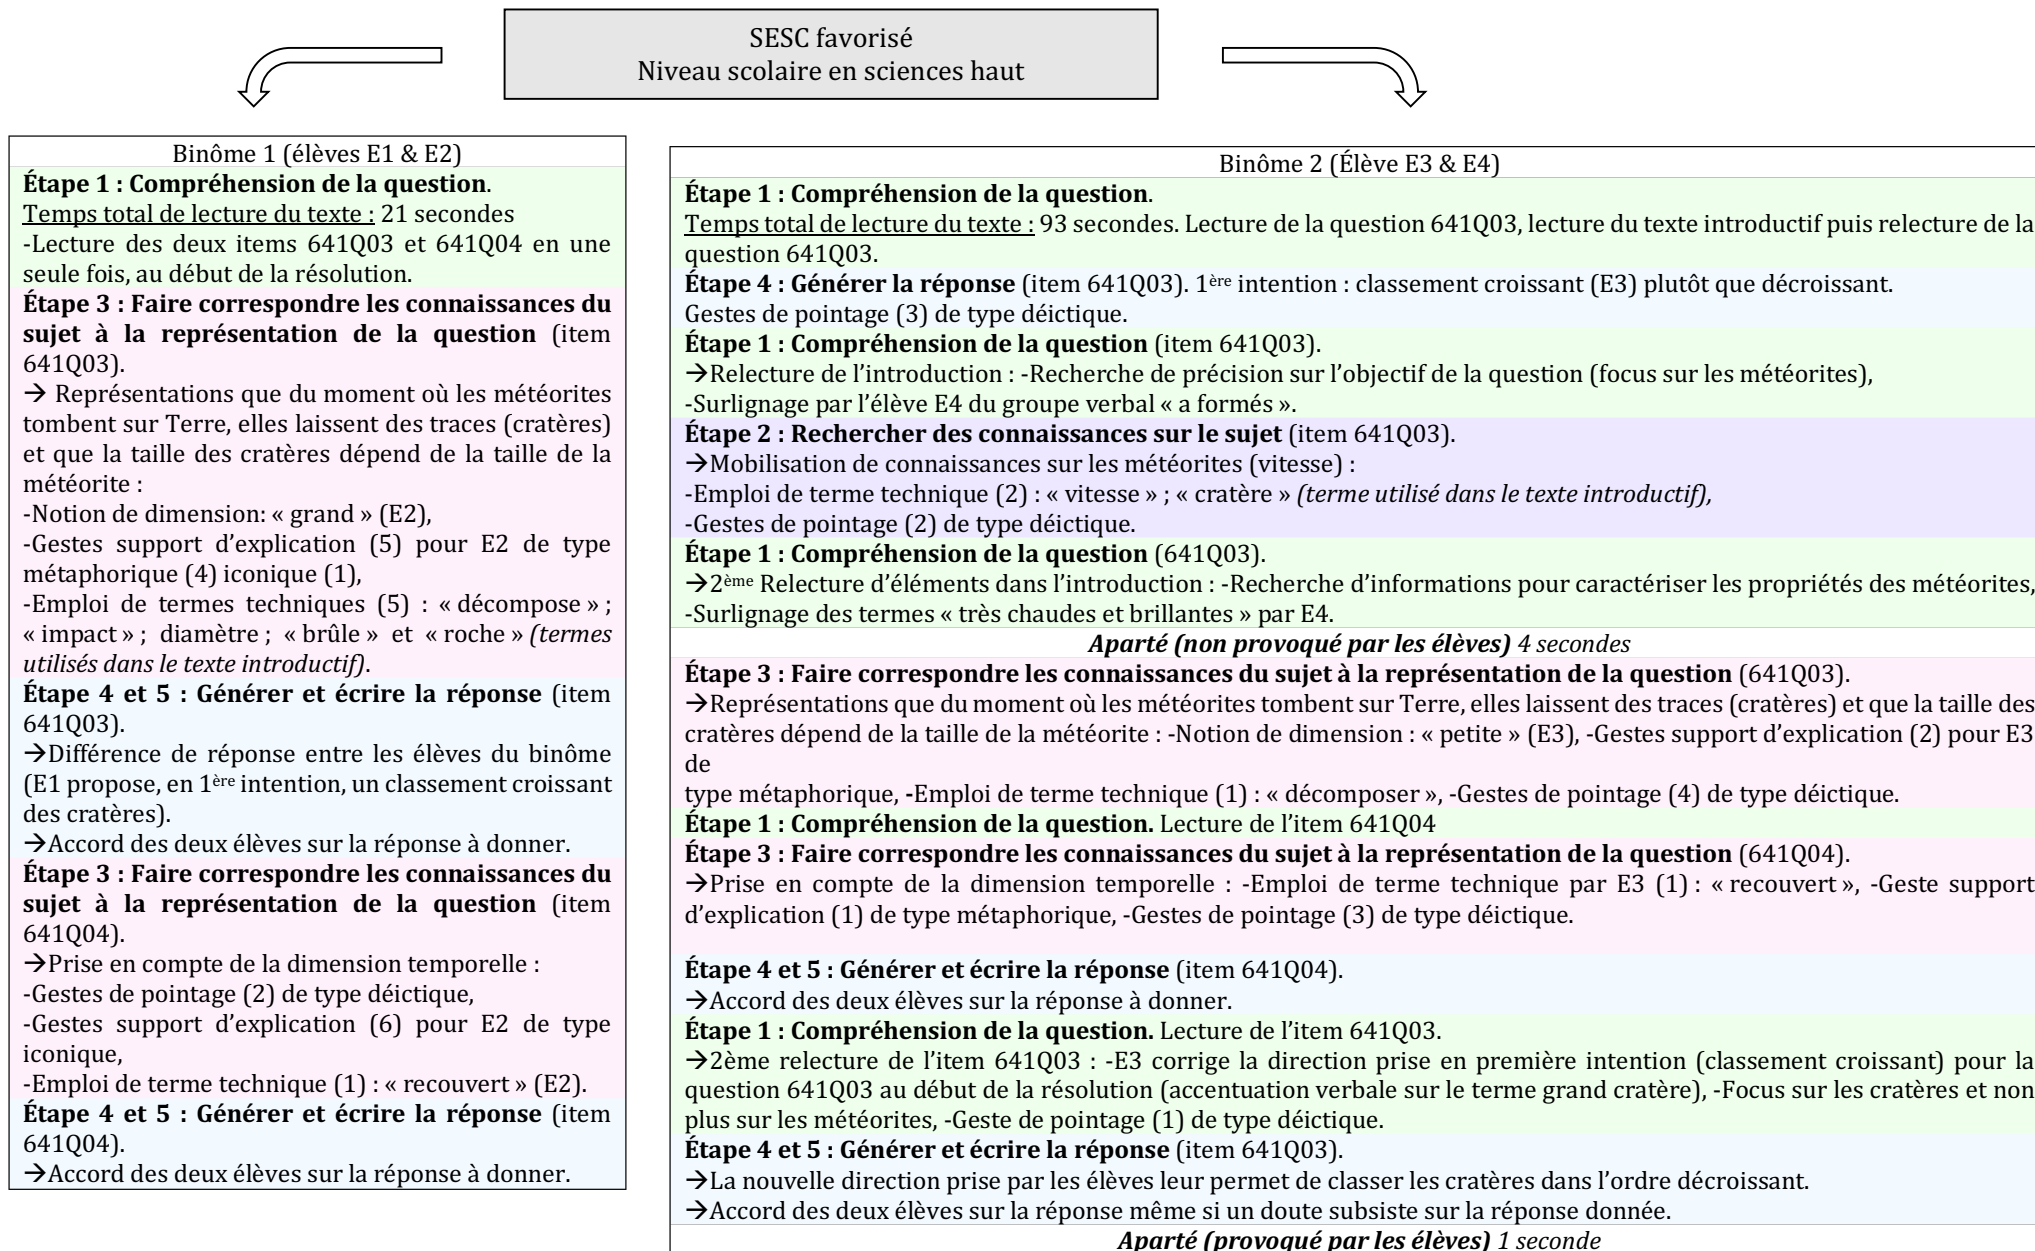 SESC favorisé
Niveau scolaire en sciences haut
Binôme 1 (élèves E1 & E2)
Étape 1 : Compréhension de la question.
Temps total de lecture du texte : 21 secondes
-Lecture des deux items 641Q03 et 641Q04 en une
seule fois, au début de la résolution.
Étape 3 : Faire correspondre les connaissances du
sujet à la représentation de la question (item
641Q03).
→ Représentations que du moment où les météorites
tombent sur Terre, elles laissent des traces (cratères)
et que la taille des cratères dépend de la taille de la
météorite :
-Notion de dimension: « grand » (E2),
-Gestes support d'explication (5) pour E2 de type
métaphorique (4) iconique (1),
-Emploi de termes techniques (5) : « décompose » ;
« impact » ; diamètre ; « brûle » et « roche » (termes
utilisés dans le texte introductif).
Étape 4 et 5 : Générer et écrire la réponse (item
641Q03).
→Différence de réponse entre les élèves du binôme
(E1 propose, en 1ère intention, un classement croissant
des cratères).
→Accord des deux élèves sur la réponse à donner.
Étape 3 : Faire correspondre les connaissances du
sujet à la représentation de la question (item
641Q04).
→Prise en compte de la dimension temporelle :
-Gestes de pointage (2) de type déictique,
-Gestes support d'explication (6) pour E2 de type
iconique,
-Emploi de terme technique (1) : « recouvert » (E2).
Étape 4 et 5 : Générer et écrire la réponse (item
641Q04).
→Accord des deux élèves sur la réponse à donner.
Binôme 2 (Élève E3 & E4)
Étape 1 : Compréhension de la question.
Temps total de lecture du texte : 93 secondes. Lecture de la question 641Q03, lecture du texte introductif puis relecture de la
question 641Q03.
Étape 4 : Générer la réponse (item 641Q03). 1ère intention : classement croissant (E3) plutôt que décroissant.
Gestes de pointage (3) de type déictique.
Étape 1 : Compréhension de la question (item 641Q03).
→Relecture de l'introduction : -Recherche de précision sur l'objectif de la question (focus sur les météorites),
-Surlignage par l'élève E4 du groupe verbal « a formés ».
Étape 2 : Rechercher des connaissances sur le sujet (item 641Q03).
→Mobilisation de connaissances sur les météorites (vitesse) :
-Emploi de terme technique (2) : « vitesse » ; « cratère » (terme utilisé dans le texte introductif),
-Gestes de pointage (2) de type déictique.
Étape 1 : Compréhension de la question (641Q03).
→2ème Relecture d'éléments dans l'introduction : -Recherche d'informations pour caractériser les propriétés des météorites,
-Surlignage des termes « très chaudes et brillantes » par E4.
Aparté (non provoqué par les élèves) 4 secondes
Étape 3 : Faire correspondre les connaissances du sujet à la représentation de la question (641Q03).
→Représentations que du moment où les météorites tombent sur Terre, elles laissent des traces (cratères) et que la taille des
cratères dépend de la taille de la météorite : -Notion de dimension : « petite » (E3), -Gestes support d'explication (2) pour E3
de
type métaphorique, -Emploi de terme technique (1) : « décomposer », -Gestes de pointage (4) de type déictique.
Étape 1 : Compréhension de la question. Lecture de l'item 641Q04
Étape 3 : Faire correspondre les connaissances du sujet à la représentation de la question (641Q04).
→Prise en compte de la dimension temporelle : -Emploi de terme technique par E3 (1) : « recouvert », -Geste support
d'explication (1) de type métaphorique, -Gestes de pointage (3) de type déictique.
Étape 4 et 5 : Générer et écrire la réponse (item 641Q04).
→Accord des deux élèves sur la réponse à donner.
Étape 1 : Compréhension de la question. Lecture de l'item 641Q03.
→2ème relecture de l'item 641Q03 : -E3 corrige la direction prise en première intention (classement croissant) pour la
question 641Q03 au début de la résolution (accentuation verbale sur le terme grand cratère), -Focus sur les cratères et non
plus sur les météorites, -Geste de pointage (1) de type déictique.
Étape 4 et 5 : Générer et écrire la réponse (item 641Q03).
→La nouvelle direction prise par les élèves leur permet de classer les cratères dans l'ordre décroissant.
→Accord des deux élèves sur la réponse même si un doute subsiste sur la réponse donnée.
Aparté (provoqué par les élèves) 1 seconde